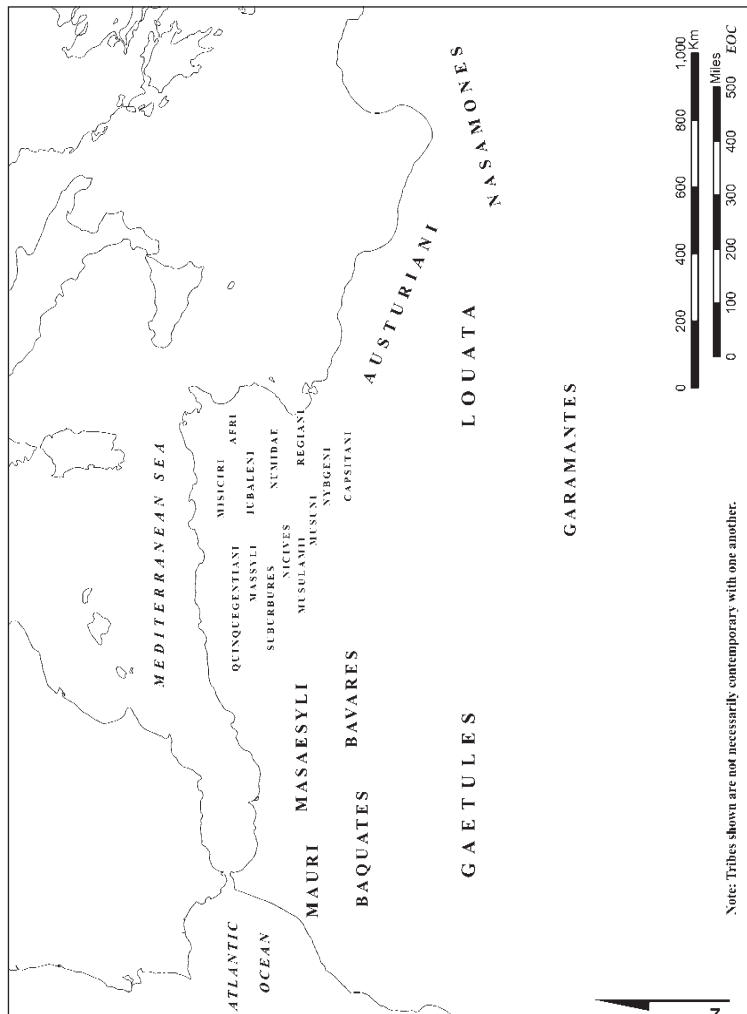 MEDITERRANEAN SEA
ATLANTIC
OCEAN
MISICIRI
AFRI
QUINQUEGENTIANI
JUBALENI
MASSYLI
NUMIDAE
SUBURBURES
NICIVES
REGIANI
MUSULAMII
MUSUNI
NYBGENI
CAPSITANI
MAURI
MASAESYLI
BAQUATES
BAVARES
AUSTURIANI
NASAMONES
GAETULES
LOUATA
GARAMANTES
0 200 400 600 800 1,000
Km
Miles
0 100 200 300 400 500
EOC
Note: Tribes shown are not necessarily contemporary with one another.
N